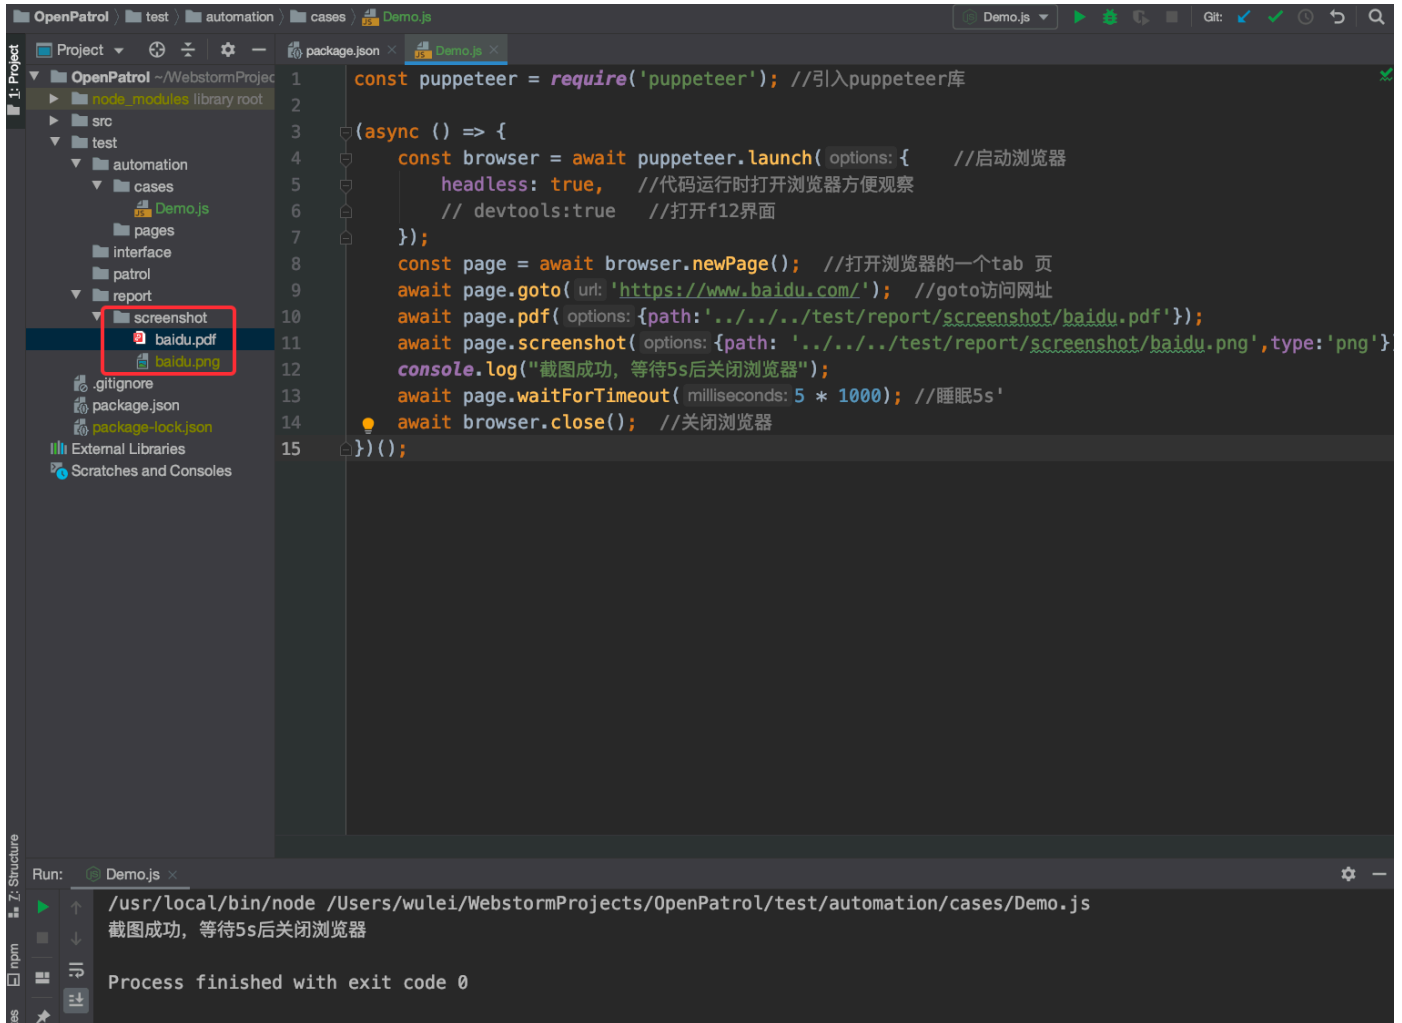 OpenPatrol test automation cases Demo.js Demo.js Git:
1: Project
Project
package.json Demo.js
OpenPatrol ~/WebstormProjec
node_modules library root
src
test
automation
cases
Demo.js
pages
interface
patrol
report
screenshot
baidu.pdf
baidu.png
.gitignore
package.json
package-lock.json
External Libraries
Scratches and Consoles
1 const puppeteer = require('puppeteer'); //引入puppeteer库
2
3 (async () => {
4 const browser = await puppeteer.launch( options: { //启动浏览器
5 headless: true, //代码运行时打开浏览器方便观察
6 // devtools:true //打开f12界面
7 });
8 const page = await browser.newPage(); //打开浏览器的一个tab 页
9 await page.goto( url: 'https://www.baidu.com/'); //goto访问网址
10 await page.pdf( options: {path:'../../../test/report/screenshot/baidu.pdf'});
11 await page.screenshot( options: {path: '../../../test/report/screenshot/baidu.png',type:'png'}
12 console.log("截图成功，等待5s后关闭浏览器");
13 await page.waitForTimeout( milliseconds: 5 * 1000); //睡眠5s'
14 await browser.close(); //关闭浏览器
15 })();
Z: Structure
npm
Run: Demo.js
/usr/local/bin/node /Users/wulei/WebstormProjects/OpenPatrol/test/automation/cases/Demo.js
截图成功，等待5s后关闭浏览器
Process finished with exit code 0